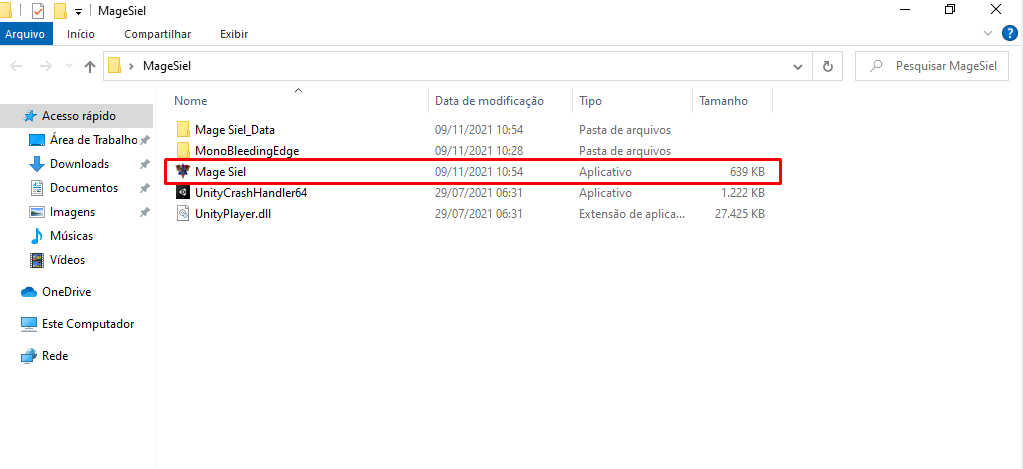 MageSiel
Arquivo Início Compartilhar Exibir
MageSiel Pesquisar MageSiel
Nome Data de modificação Tipo Tamanho
Acesso rápido
Área de Trabalho
Downloads
Documentos
Imagens
Músicas
Vídeos
OneDrive
Este Computador
Rede
Mage Siel_Data 09/11/2021 10:54 Pasta de arquivos
MonoBleedingEdge 09/11/2021 10:28 Pasta de arquivos
Mage Siel 09/11/2021 10:54 Aplicativo 639 KB
UnityCrashHandler64 29/07/2021 06:31 Aplicativo 1.222 KB
UnityPlayer.dll 29/07/2021 06:31 Extensão de aplica... 27.425 KB